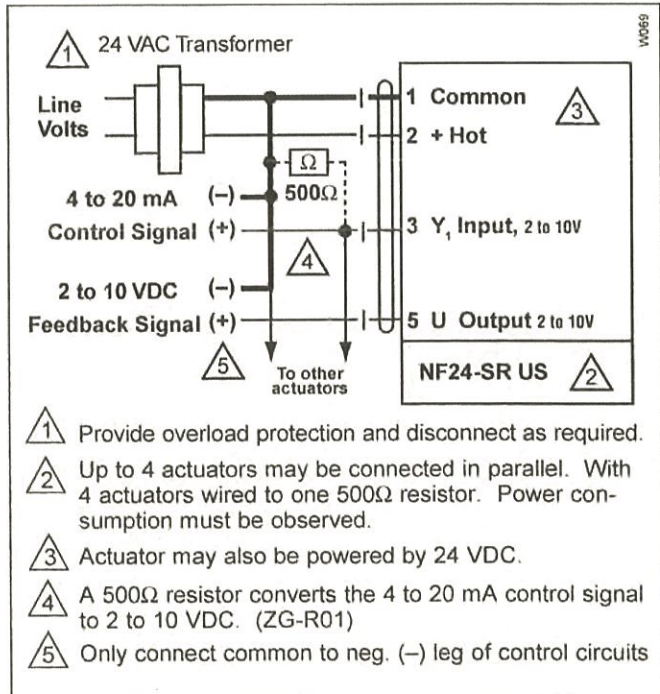 W069
1 24 VAC Transformer
Line
Volts
1 Common
3
2 + Hot
Ω
500Ω
4 to 20 mA (–)
Control Signal (+)
3 Y1 Input, 2 to 10V
4
2 to 10 VDC (–)
Feedback Signal (+)
5 U Output 2 to 10V
5
To other
actuators
NF24-SR US 2
1 Provide overload protection and disconnect as required.
2 Up to 4 actuators may be connected in parallel. With
4 actuators wired to one 500Ω resistor. Power con-
sumption must be observed.
3 Actuator may also be powered by 24 VDC.
4 A 500Ω resistor converts the 4 to 20 mA control signal
to 2 to 10 VDC. (ZG-R01)
5 Only connect common to neg. (–) leg of control circuits